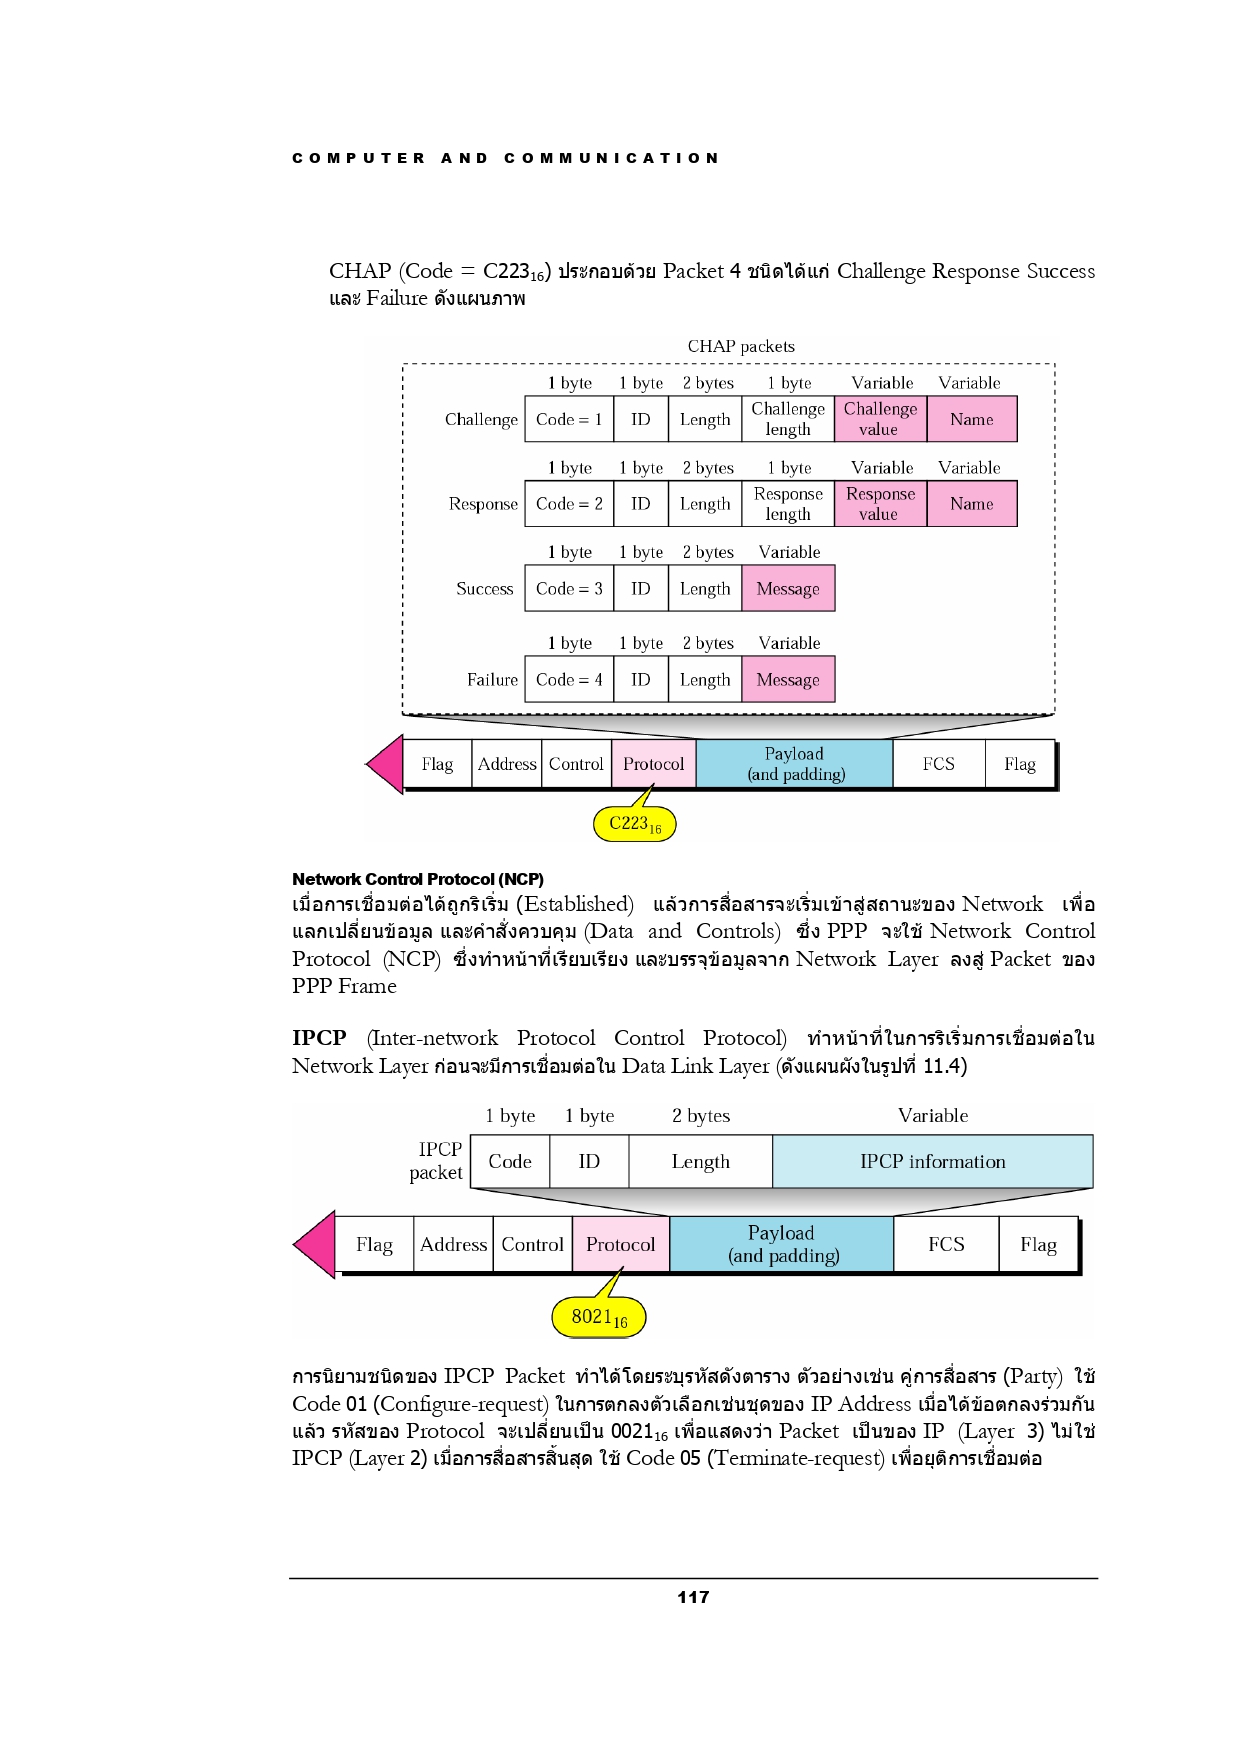 COMPUTER AND COMMUNICATION
CHAP (Code = C223₁₆) ประกอบด้วย Packet 4 ชนิดได้แก่ Challenge Response Success
และ Failure ดังแผนภาพ
CHAP packets
1 byte 1 byte 2 bytes 1 byte Variable Variable
Challenge Code = 1 ID Length Challenge length Challenge value Name
1 byte 1 byte 2 bytes 1 byte Variable Variable
Response Code = 2 ID Length Response length Response value Name
1 byte 1 byte 2 bytes Variable
Success Code = 3 ID Length Message
1 byte 1 byte 2 bytes Variable
Failure Code = 4 ID Length Message
Flag Address Control Protocol Payload (and padding) FCS Flag
C223₁₆
Network Control Protocol (NCP)
เมื่อการเชื่อมต่อได้ถูกริเริ่ม (Established) แล้วการสื่อสารจะเริ่มเข้าสู่สถานะของ Network เพื่อ
แลกเปลี่ยนข้อมูล และคำสั่งควบคุม (Data and Controls) ซึ่ง PPP จะใช้ Network Control
Protocol (NCP) ซึ่งทำหน้าที่เรียบเรียง และบรรจุข้อมูลจาก Network Layer ลงสู่ Packet ของ
PPP Frame
IPCP (Inter-network Protocol Control Protocol) ทำหน้าที่ในการริเริ่มการเชื่อมต่อใน
Network Layer ก่อนจะมีการเชื่อมต่อใน Data Link Layer (ดังแผนผังในรูปที่ 11.4)
1 byte 1 byte 2 bytes Variable
IPCP packet Code ID Length IPCP information
Flag Address Control Protocol Payload (and padding) FCS Flag
8021₁₆
การนิยามชนิดของ IPCP Packet ทำได้โดยระบุรหัสดังตาราง ตัวอย่างเช่น คู่การสื่อสาร (Party) ใช้
Code 01 (Configure-request) ในการตกลงตัวเลือกเช่นชุดของ IP Address เมื่อได้ข้อตกลงร่วมกัน
แล้ว รหัสของ Protocol จะเปลี่ยนเป็น 0021₁₆ เพื่อแสดงว่า Packet เป็นของ IP (Layer 3) ไม่ใช่
IPCP (Layer 2) เมื่อการสื่อสารสิ้นสุด ใช้ Code 05 (Terminate-request) เพื่อยุติการเชื่อมต่อ
117